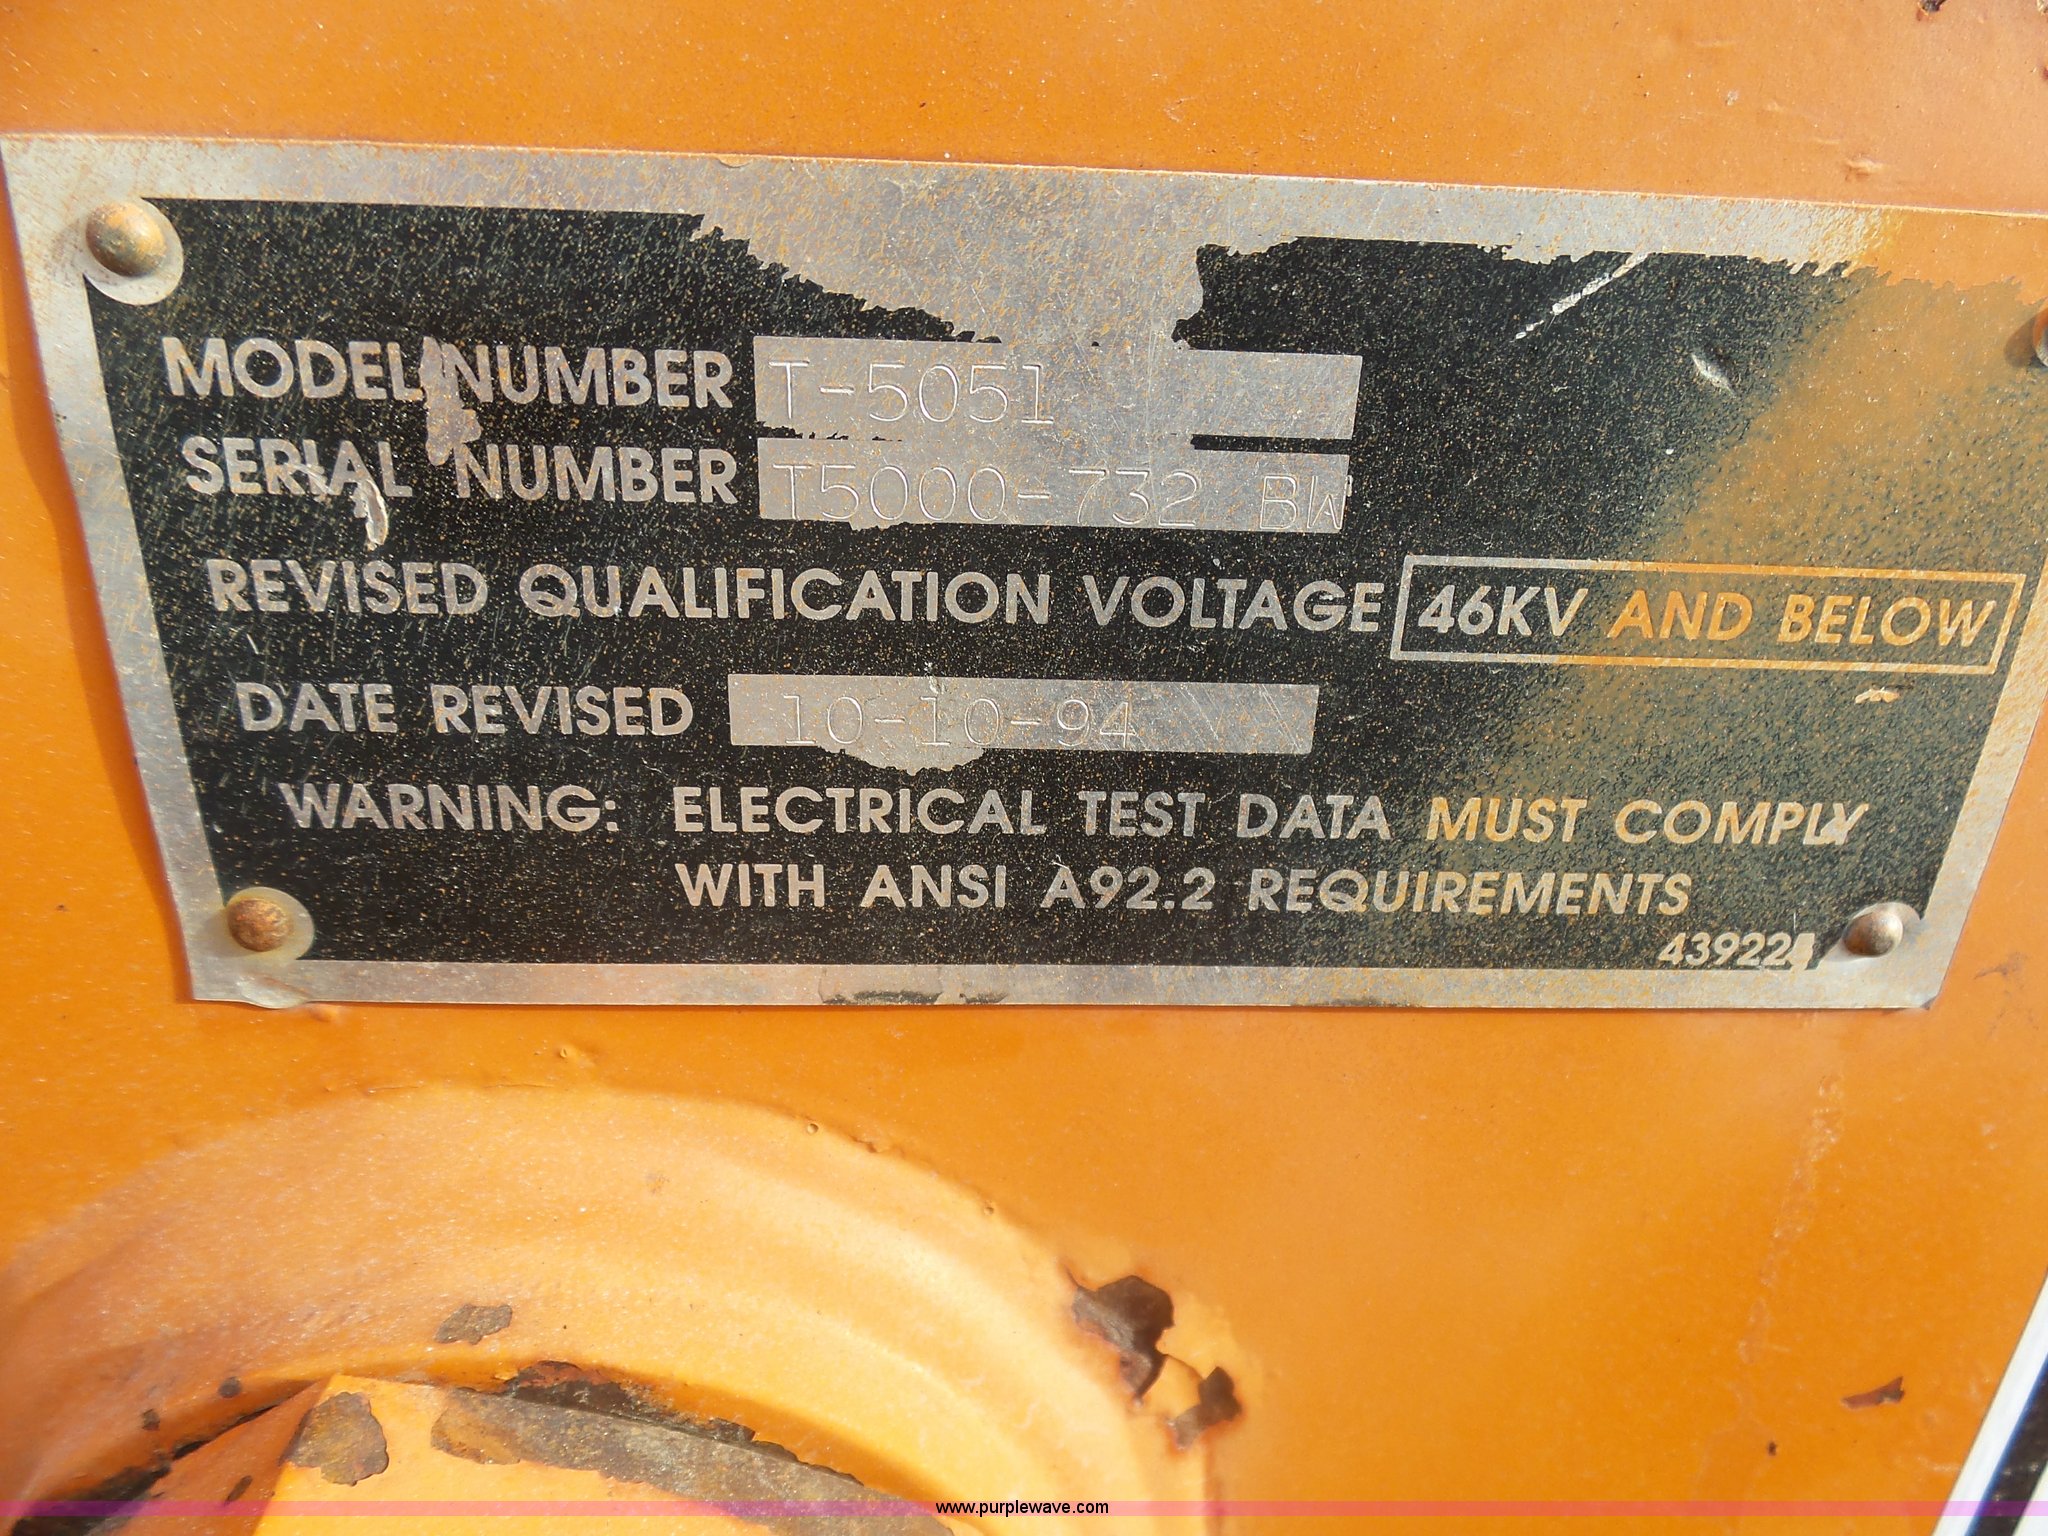 MODEL NUMBER T-5051
SERIAL NUMBER T5000-732 BW
REVISED QUALIFICATION VOLTAGE 46KV AND BELOW
DATE REVISED 10-10-94
WARNING: ELECTRICAL TEST DATA MUST COMPLY
WITH ANSI A92.2 REQUIREMENTS
www.purplewave.com